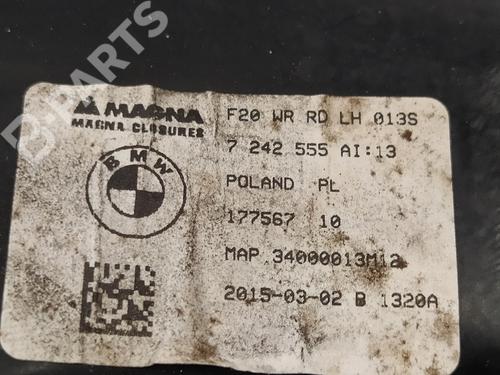 MAGNA
MAGNA CLOSURES
BMW
F20 WR RD LH 013S
7 242 555 AI:13
POLAND PL
177567 10
MAP 34000013M12
2015-03-02 B 1320A
B-PARTS